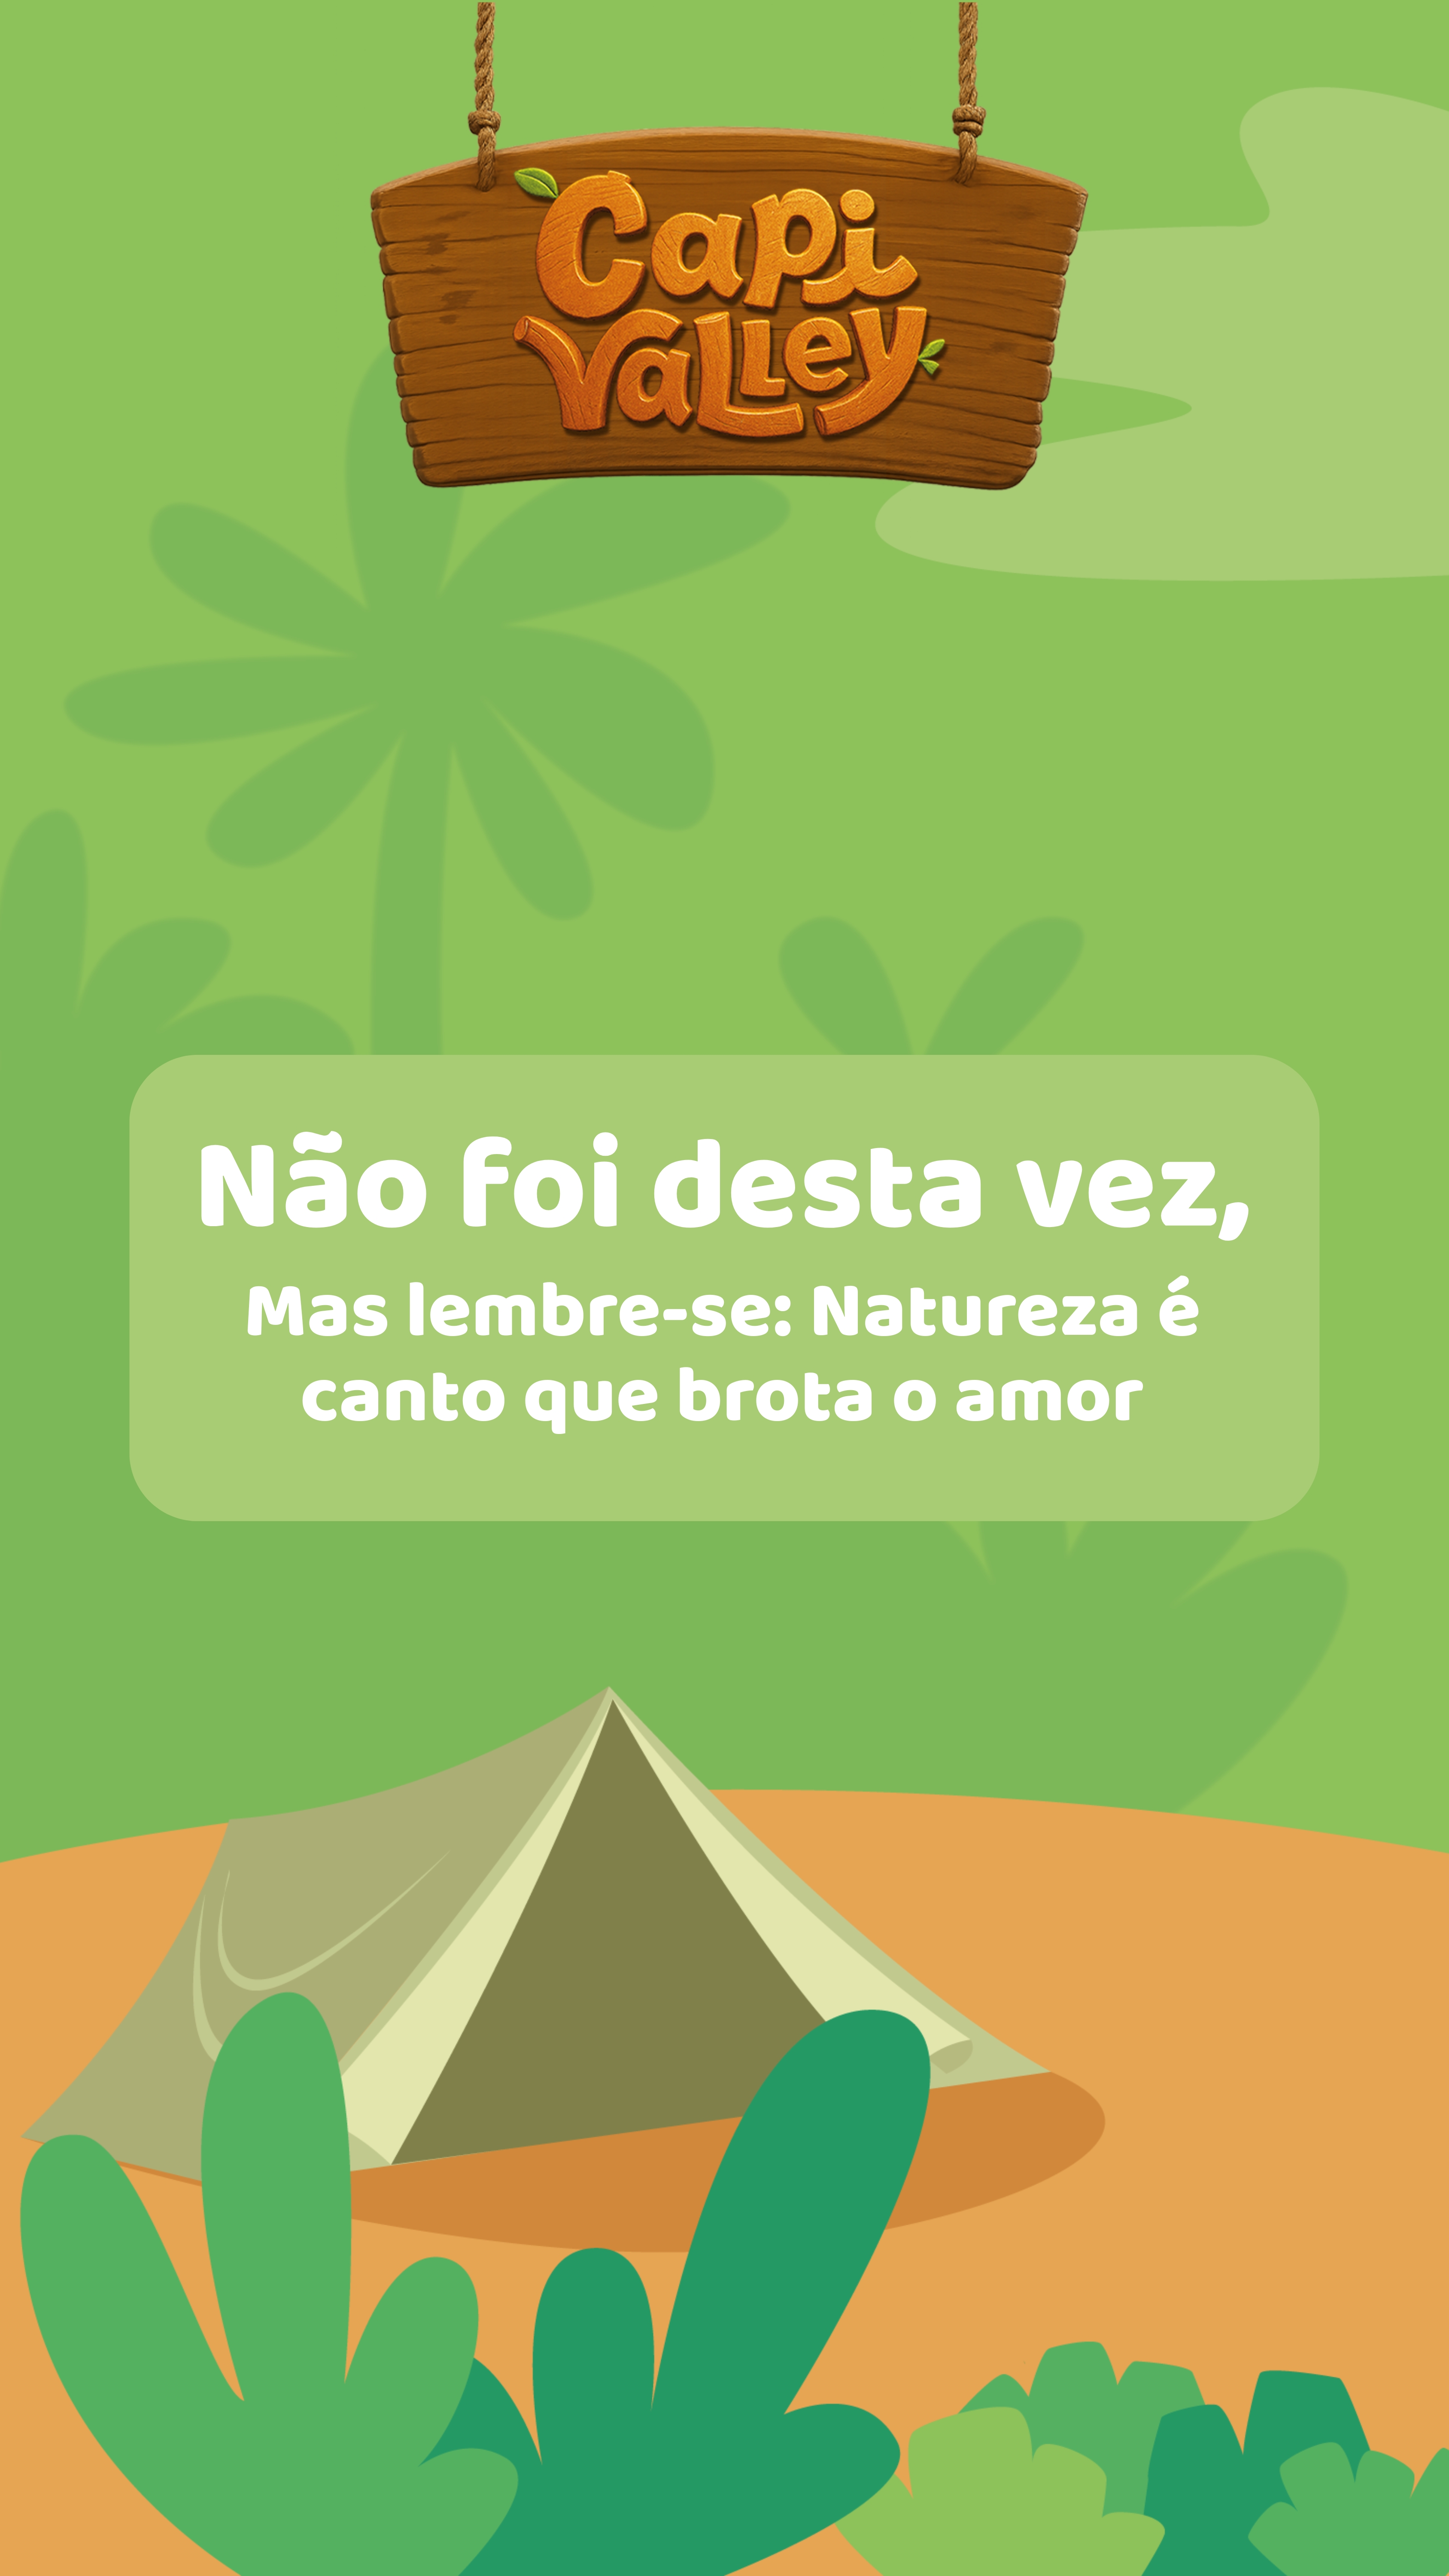 Capi
Valley
Não foi desta vez,
Mas lembre-se: Natureza é
canto que brota o amor